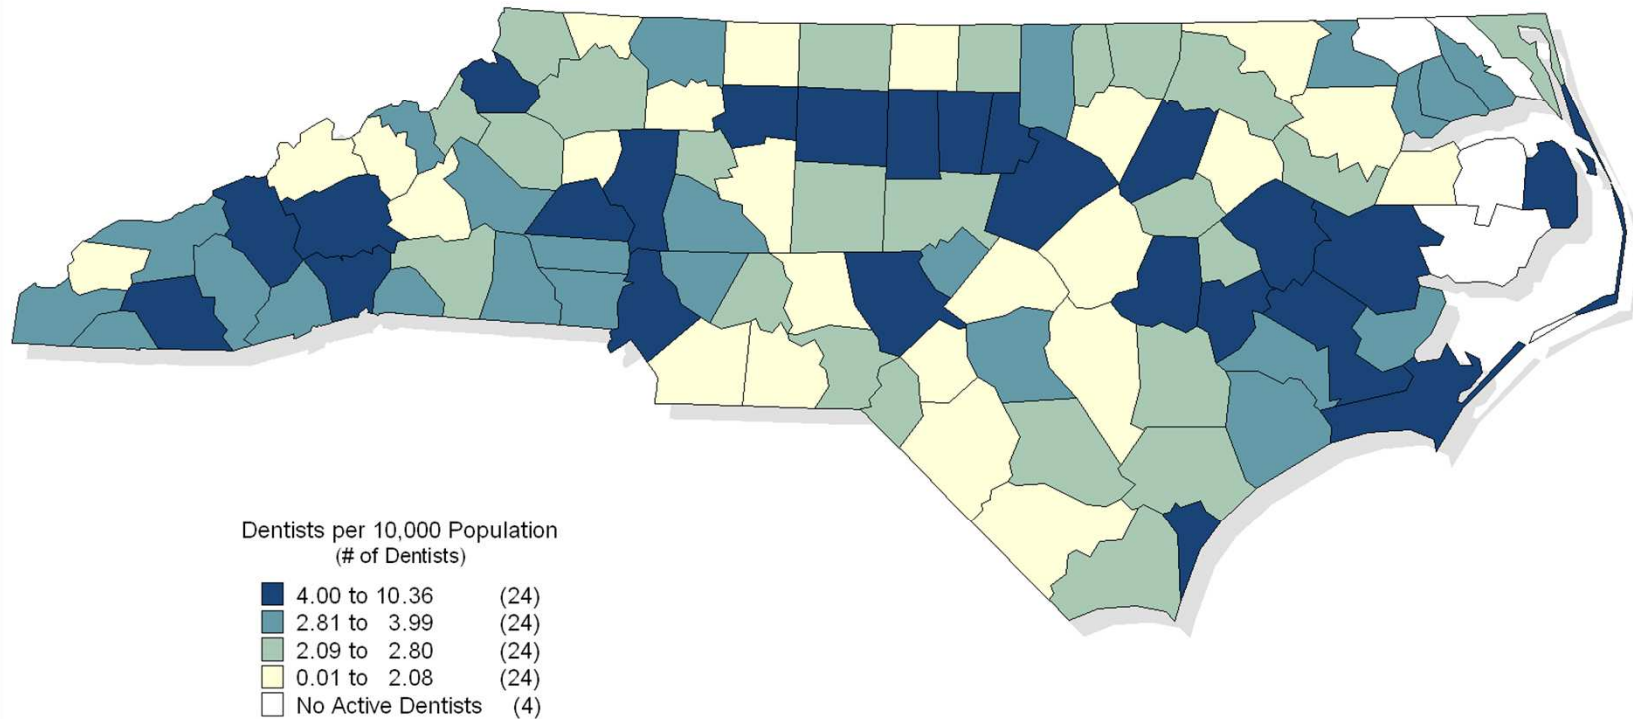 Dentists per 10,000 Population
(# of Dentists)
4.00 to 10.36 (24)
2.81 to 3.99 (24)
2.09 to 2.80 (24)
0.01 to 2.08 (24)
No Active Dentists (4)